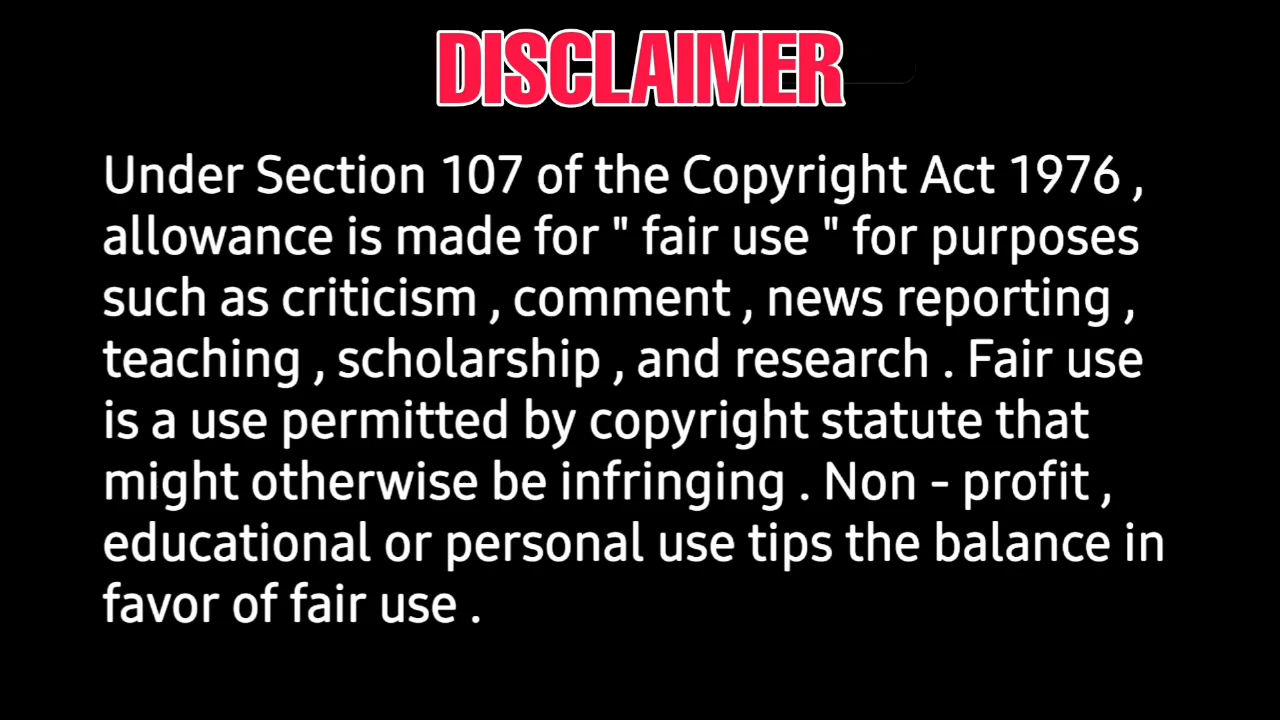 DISCLAIMER
Under Section 107 of the Copyright Act 1976 ,
allowance is made for " fair use " for purposes
such as criticism , comment , news reporting ,
teaching , scholarship , and research . Fair use
is a use permitted by copyright statute that
might otherwise be infringing . Non - profit ,
educational or personal use tips the balance in
favor of fair use .